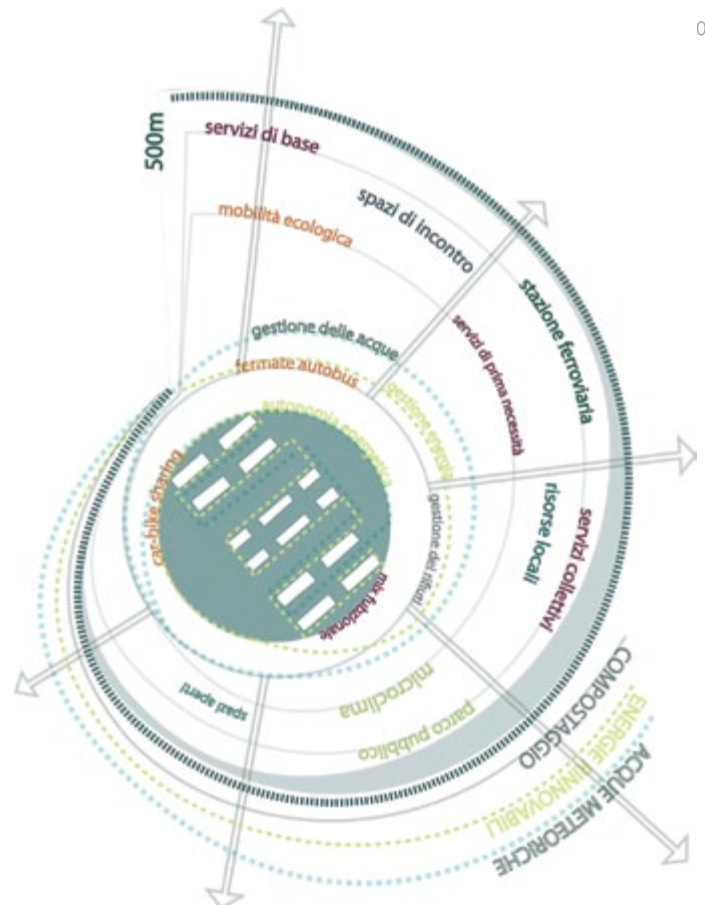 0
500m
servizi di base
spazi di incontro
mobilità ecologica
stazione ferroviaria
gestione delle acque
servizi di prima necessità
fermate autobus
gestione energia
autonomia energetica
car-bike sharing
risorse locali
servizi collettivi
gestione dei rifiuti
mix funzionale
microclima
parco pubblico
spazi aperti
COMPOSTAGGIO
ENERGIE RINNOVABILI
ACQUE METEORICHE